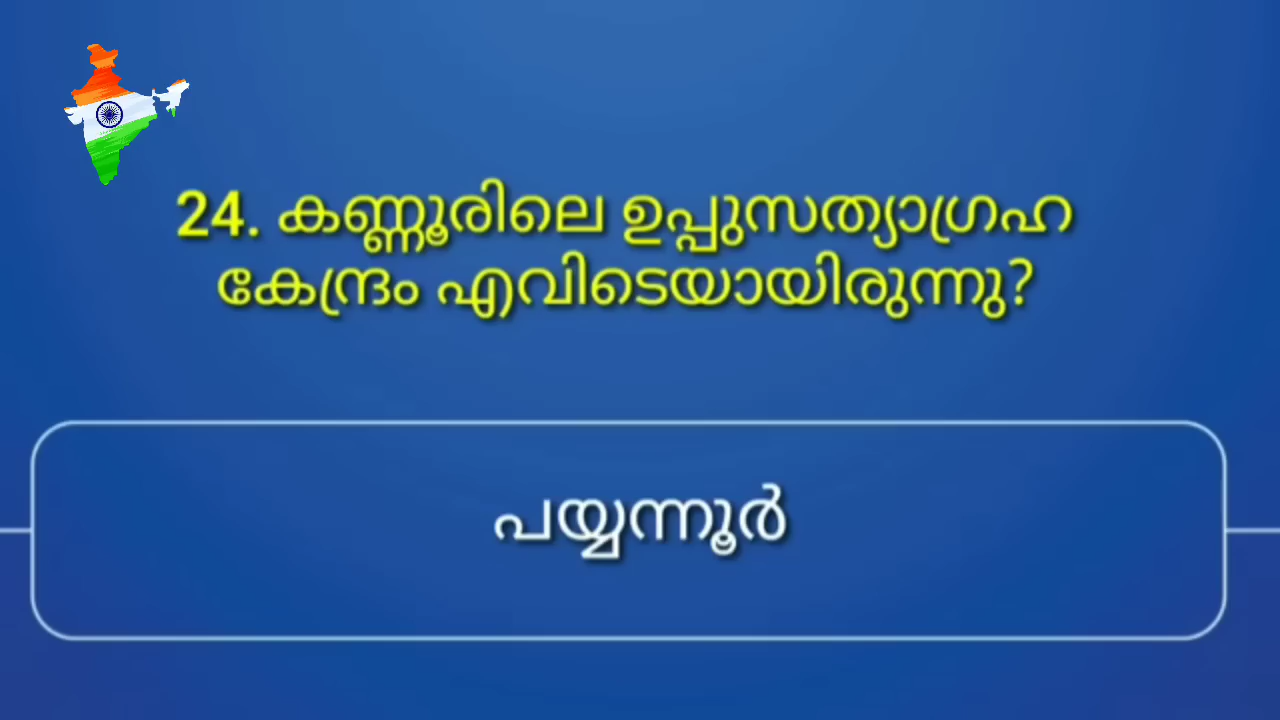 24. കണ്ണൂരിലെ ഉപ്പുസത്യാഗ്രഹ
കേന്ദ്രം എവിടെയായിരുന്നു?
പയ്യന്നൂർ